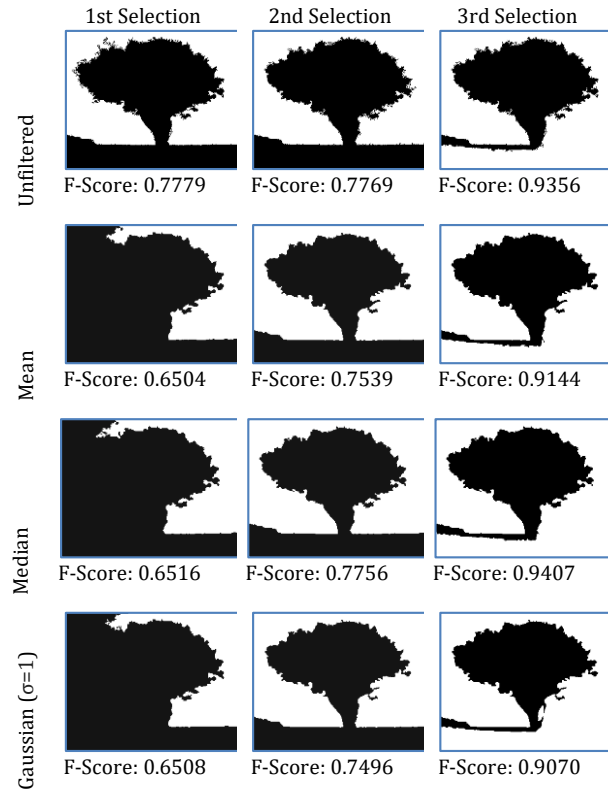 1st Selection 2nd Selection 3rd Selection
Unfiltered
F-Score: 0.7779 F-Score: 0.7769 F-Score: 0.9356
Mean
F-Score: 0.6504 F-Score: 0.7539 F-Score: 0.9144
Median
F-Score: 0.6516 F-Score: 0.7756 F-Score: 0.9407
Gaussian (σ=1)
F-Score: 0.6508 F-Score: 0.7496 F-Score: 0.9070